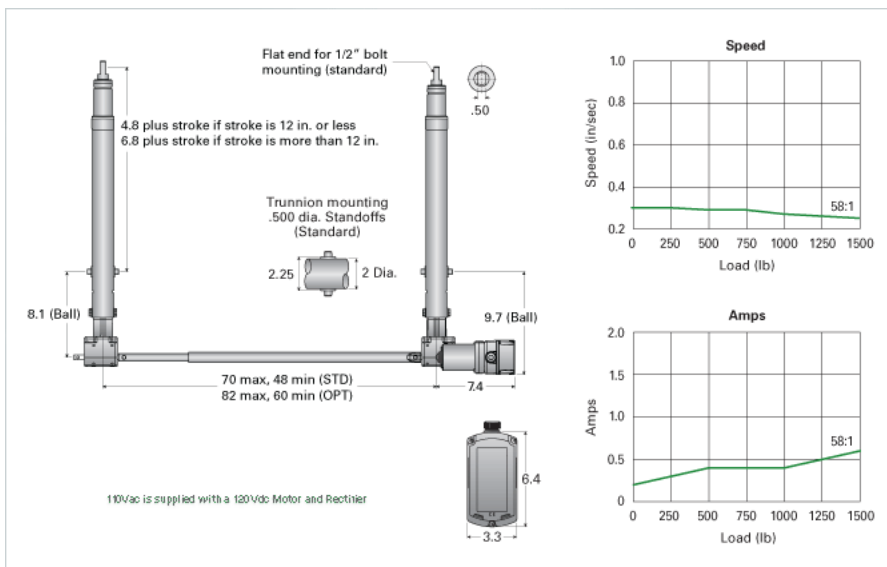 Flat end for 1/2" bolt
mounting (standard)
.50
4.8 plus stroke if stroke is 12 in. or less
6.8 plus stroke if stroke is more than 12 in.
Trunnion mounting
.500 dia. Standoffs
(Standard)
2.25
2 Dia.
8.1 (Ball)
9.7 (Ball)
70 max, 48 min (STD)
82 max, 60 min (OPT)
7.4
6.4
3.3
110Vac is supplied with a 120Vdc Motor and Rectifier
Speed
1.0
0.8
0.6
0.4
0.2
Speed (in/sec)
58:1
0 250 500 750 1000 1250 1500
Load (lb)
Amps
2.0
1.5
1.0
0.5
0
Amps
58:1
0 250 500 750 1000 1250 1500
Load (lb)